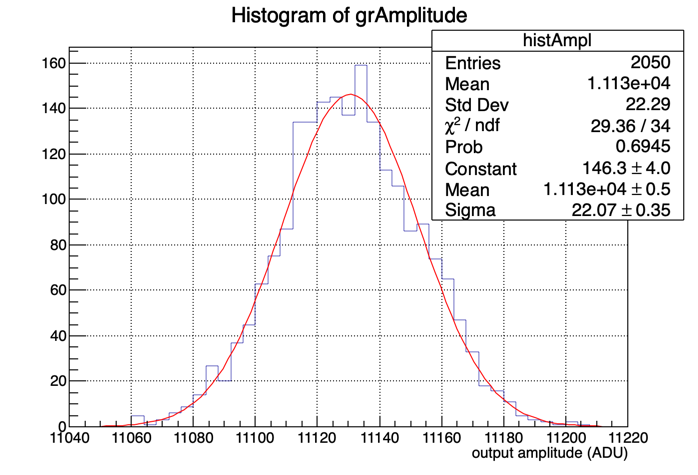 Histogram of grAmplitude
histAmpl
Entries 2050
Mean 1.113e+04
Std Dev 22.29
χ² / ndf 29.36 / 34
Prob 0.6945
Constant 146.3 ± 4.0
Mean 1.113e+04 ± 0.5
Sigma 22.07 ± 0.35
160
140
120
100
80
60
40
20
0
11040 11060 11080 11100 11120 11140 11160 11180 11200 11220
output amplitude (ADU)